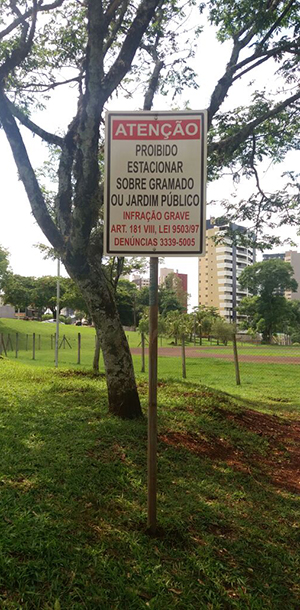 ATENÇÃO
PROIBIDO
ESTACIONAR
SOBRE GRAMADO
OU JARDIM PÚBLICO
INFRAÇÃO GRAVE
ART. 181 VIII, LEI 9503/97
DENÚNCIAS 3339-5005